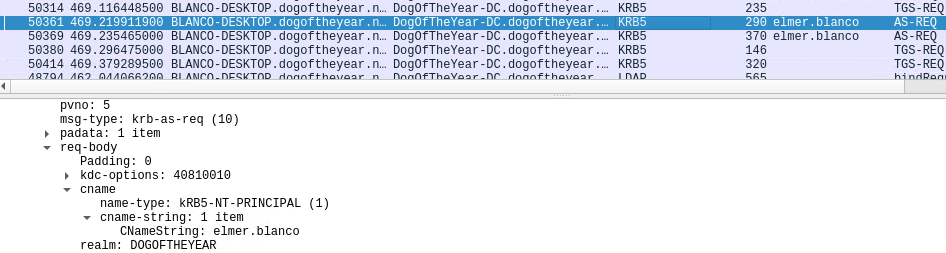 50314 469.116448500 BLANCO-DESKTOP.dogoftheyear.n… DogOfTheYear-DC.dogoftheyear.… KRB5 235 TGS-REQ
50361 469.219911900 BLANCO-DESKTOP.dogoftheyear.n… DogOfTheYear-DC.dogoftheyear.… KRB5 290 elmer.blanco AS-REQ
50369 469.235465000 BLANCO-DESKTOP.dogoftheyear.n… DogOfTheYear-DC.dogoftheyear.… KRB5 370 elmer.blanco AS-REQ
50380 469.296475000 BLANCO-DESKTOP.dogoftheyear.n… DogOfTheYear-DC.dogoftheyear.… KRB5 146 TGS-REQ
50414 469.379289500 BLANCO-DESKTOP.dogoftheyear.n… DogOfTheYear-DC.dogoftheyear.… KRB5 320 TGS-REQ
48794 462.044066200 BLANCO-DESKTOP.dogoftheyear.n… DogOfTheYear-DC.dogoftheyear.… LDAP 565 bindReq
pvno: 5
msg-type: krb-as-req (10)
padata: 1 item
req-body
Padding: 0
kdc-options: 40810010
cname
name-type: kRB5-NT-PRINCIPAL (1)
cname-string: 1 item
CNameString: elmer.blanco
realm: DOGOFTHEYEAR